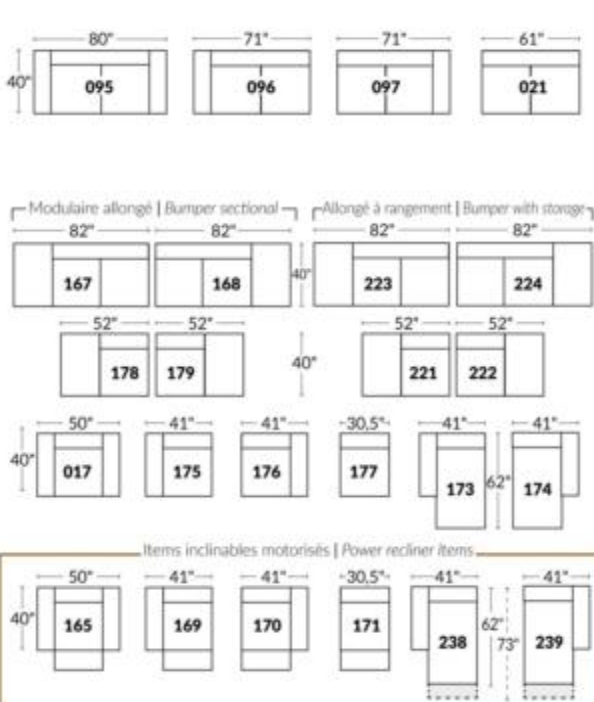 80" 71" 71" 61"
40" 095 096 097 021
Modulaire allongé | Bumper sectional Allongé à rangement | Bumper with storage
82" 82" 82" 82"
167 168 40" 223 224
52" 52" 52" 52"
178 179 40" 221 222
50" 41" 41" 30,5" 41" 41"
40" 017 175 176 177 173 62" 174
Items inclinables motorisés | Power recliner items
50" 41" 41" 30,5" 41" 41"
40" 165 169 170 171 238 62" 73" 239